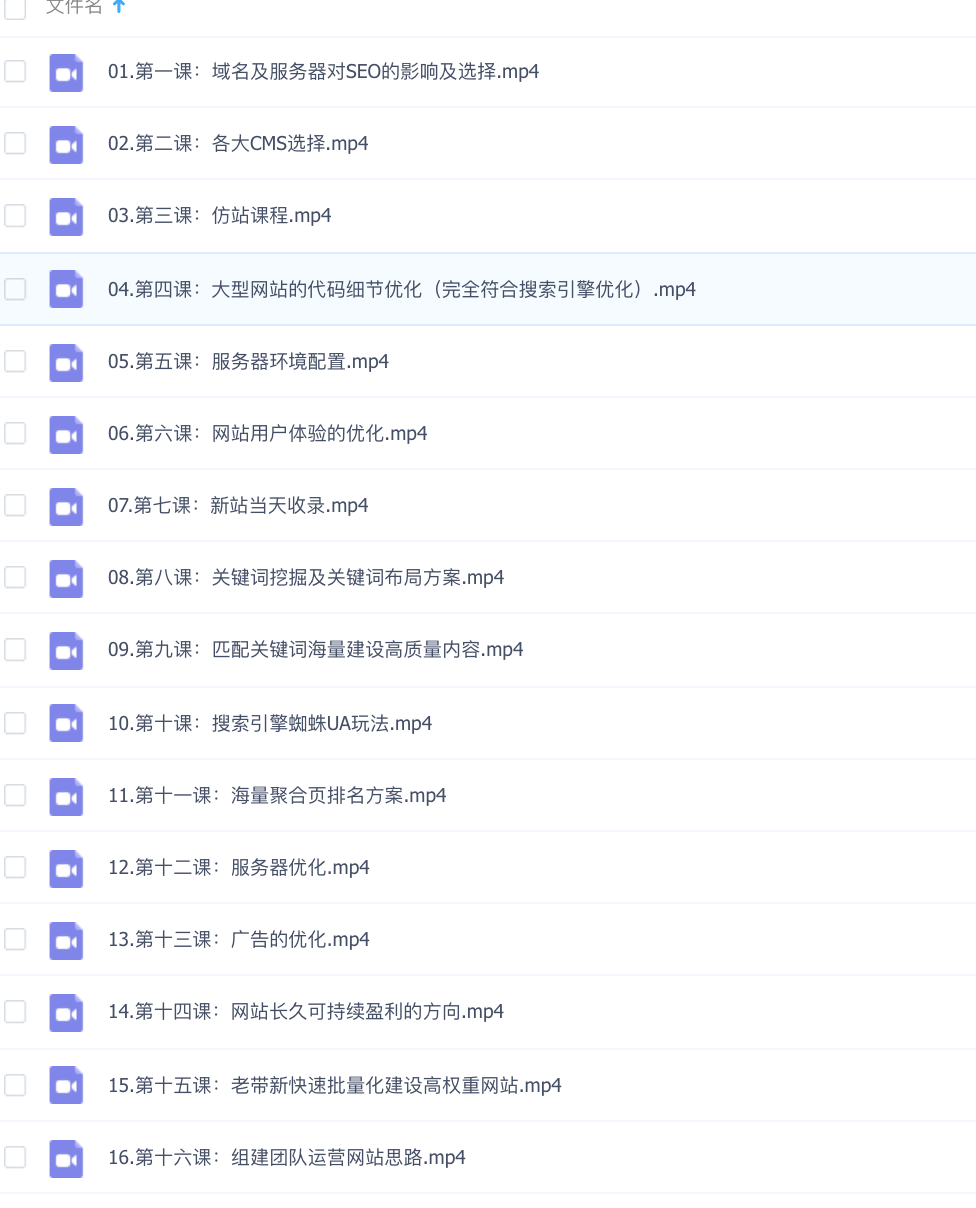 文件名
01.第一课：域名及服务器对SEO的影响及选择.mp4
02.第二课：各大CMS选择.mp4
03.第三课：仿站课程.mp4
04.第四课：大型网站的代码细节优化（完全符合搜索引擎优化）.mp4
05.第五课：服务器环境配置.mp4
06.第六课：网站用户体验的优化.mp4
07.第七课：新站当天收录.mp4
08.第八课：关键词挖掘及关键词布局方案.mp4
09.第九课：匹配关键词海量建设高质量内容.mp4
10.第十课：搜索引擎蜘蛛UA玩法.mp4
11.第十一课：海量聚合页排名方案.mp4
12.第十二课：服务器优化.mp4
13.第十三课：广告的优化.mp4
14.第十四课：网站长久可持续盈利的方向.mp4
15.第十五课：老带新快速批量化建设高权重网站.mp4
16.第十六课：组建团队运营网站思路.mp4